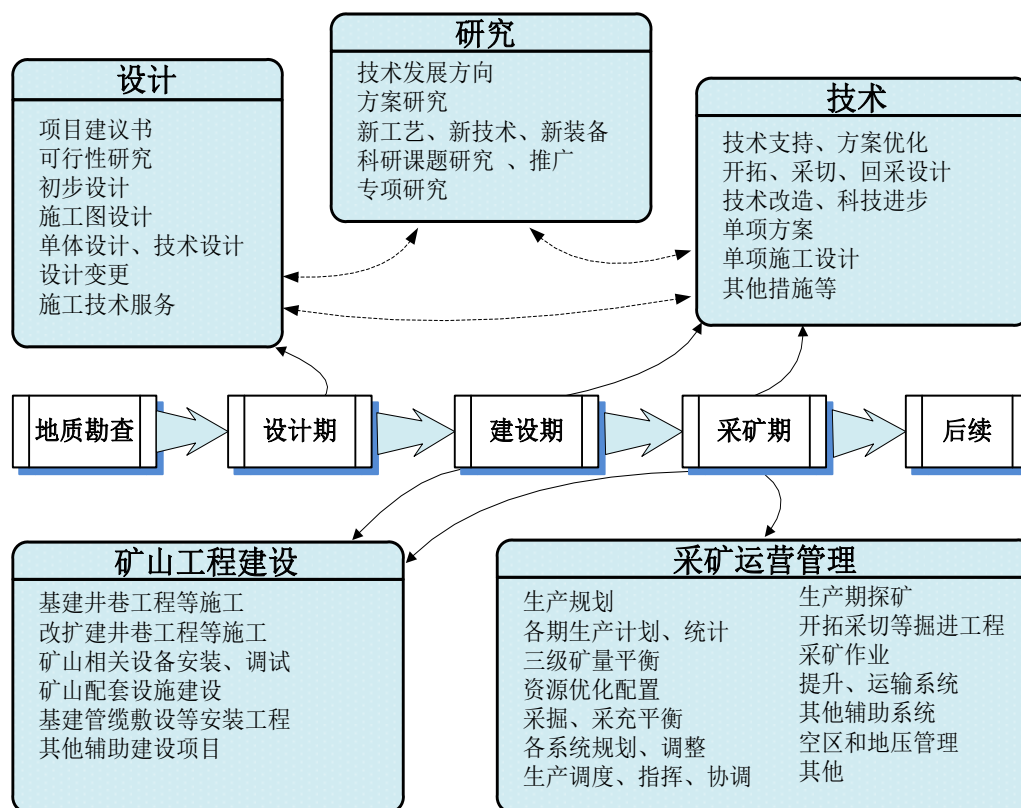 研究
技术发展方向
方案研究
新工艺、新技术、新装备
科研课题研究 、推广
专项研究
设计
项目建议书
可行性研究
初步设计
施工图设计
单体设计、技术设计
设计变更
施工技术服务
技术
技术支持、方案优化
开拓、采切、回采设计
技术改造、科技进步
单项方案
单项施工设计
其他措施等
地质勘查
设计期
建设期
采矿期
后续
矿山工程建设
基建井巷工程等施工
改扩建井巷工程等施工
矿山相关设备安装、调试
矿山配套设施建设
基建管缆敷设等安装工程
其他辅助建设项目
采矿运营管理
生产规划
各期生产计划、统计
三级矿量平衡
资源优化配置
采掘、采充平衡
各系统规划、调整
生产调度、指挥、协调
生产期探矿
开拓采切等掘进工程
采矿作业
提升、运输系统
其他辅助系统
空区和地压管理
其他